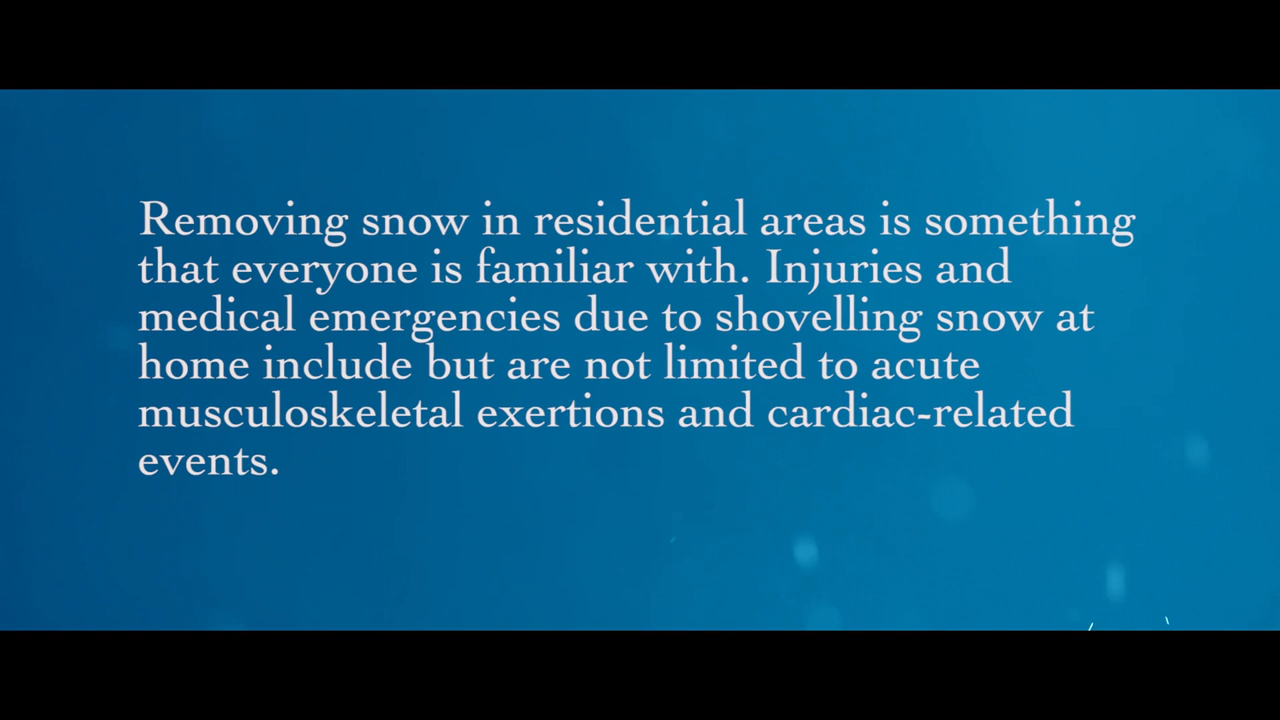 Removing snow in residential areas is something
that everyone is familiar with. Injuries and
medical emergencies due to shovelling snow at
home include but are not limited to acute
musculoskeletal exertions and cardiac-related
events.